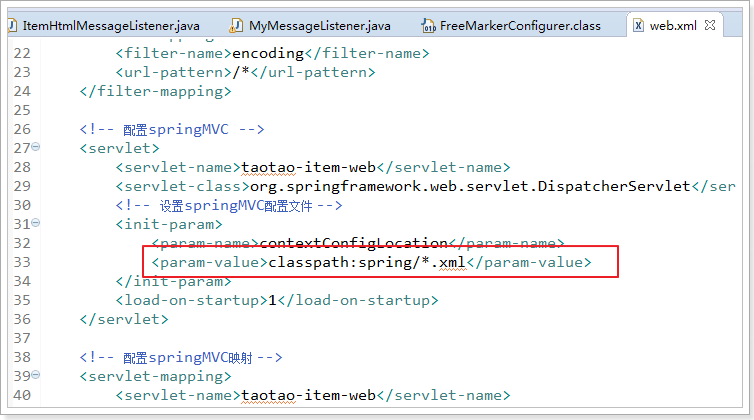 ItemHtmlMessageListener.java MyMessageListener.java FreeMarkerConfigurer.class web.xml
22 <filter-name>encoding</filter-name>
23 <url-pattern>/*</url-pattern>
24 </filter-mapping>
25
26 <!-- 配置springMVC -->
27 <servlet>
28 <servlet-name>taotao-item-web</servlet-name>
29 <servlet-class>org.springframework.web.servlet.DispatcherServlet</ser
30 <!-- 设置springMVC配置文件 -->
31 <init-param>
32 <param-name>contextConfigLocation</param-name>
33 <param-value>classpath:spring/*.xml</param-value>
34 </init-param>
35 <load-on-startup>1</load-on-startup>
36 </servlet>
37
38 <!-- 配置springMVC映射 -->
39 <servlet-mapping>
40 <servlet-name>taotao-item-web</servlet-name>